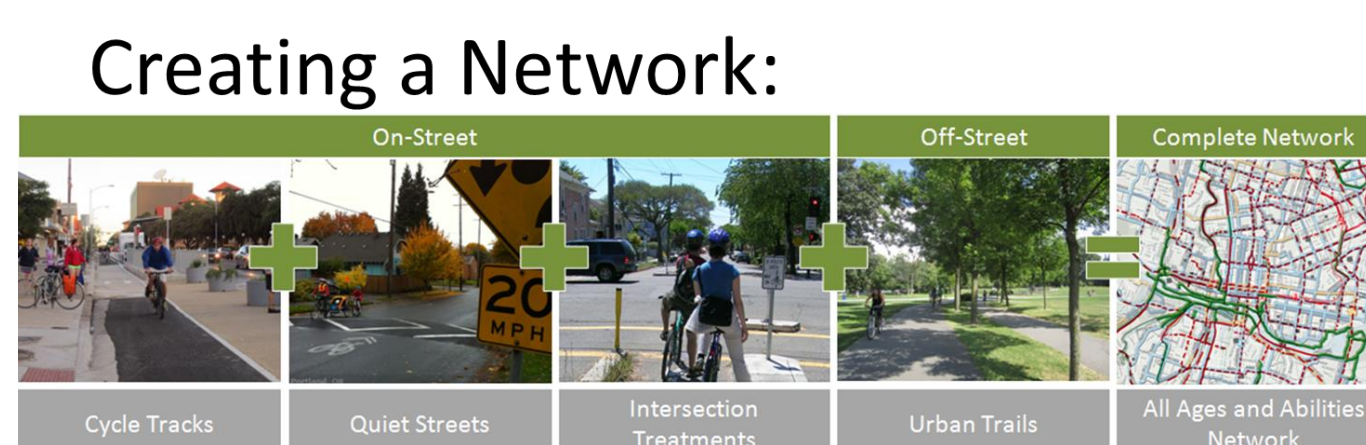 Creating a Network:
On-Street
Off-Street
Complete Network
20
MPH
Cycle Tracks
Quiet Streets
Intersection
Treatments
Urban Trails
All Ages and Abilities
Network